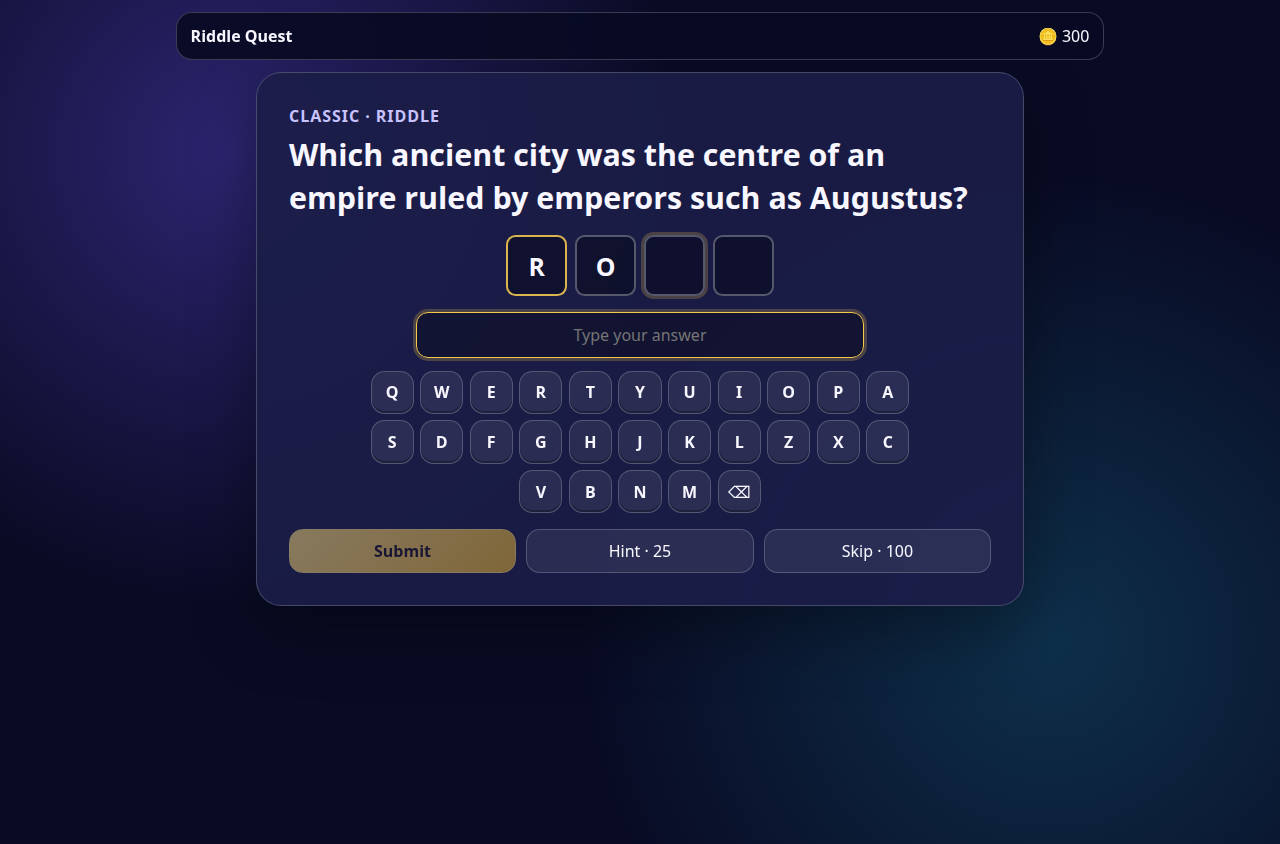 Riddle Quest
🪙 300
CLASSIC · RIDDLE
Which ancient city was the centre of an
empire ruled by emperors such as Augustus?
R O
Type your answer
Q W E R T Y U I O P A
S D F G H J K L Z X C
V B N M ⌫
Submit Hint · 25 Skip · 100